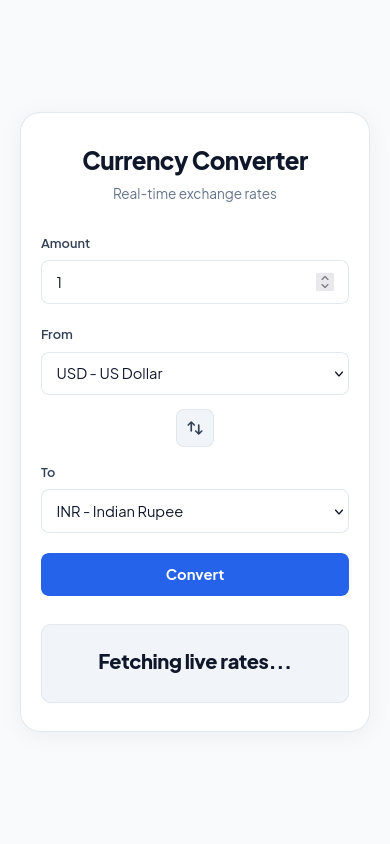 Currency Converter
Real-time exchange rates
Amount
1
From
USD - US Dollar
To
INR - Indian Rupee
Convert
Fetching live rates...